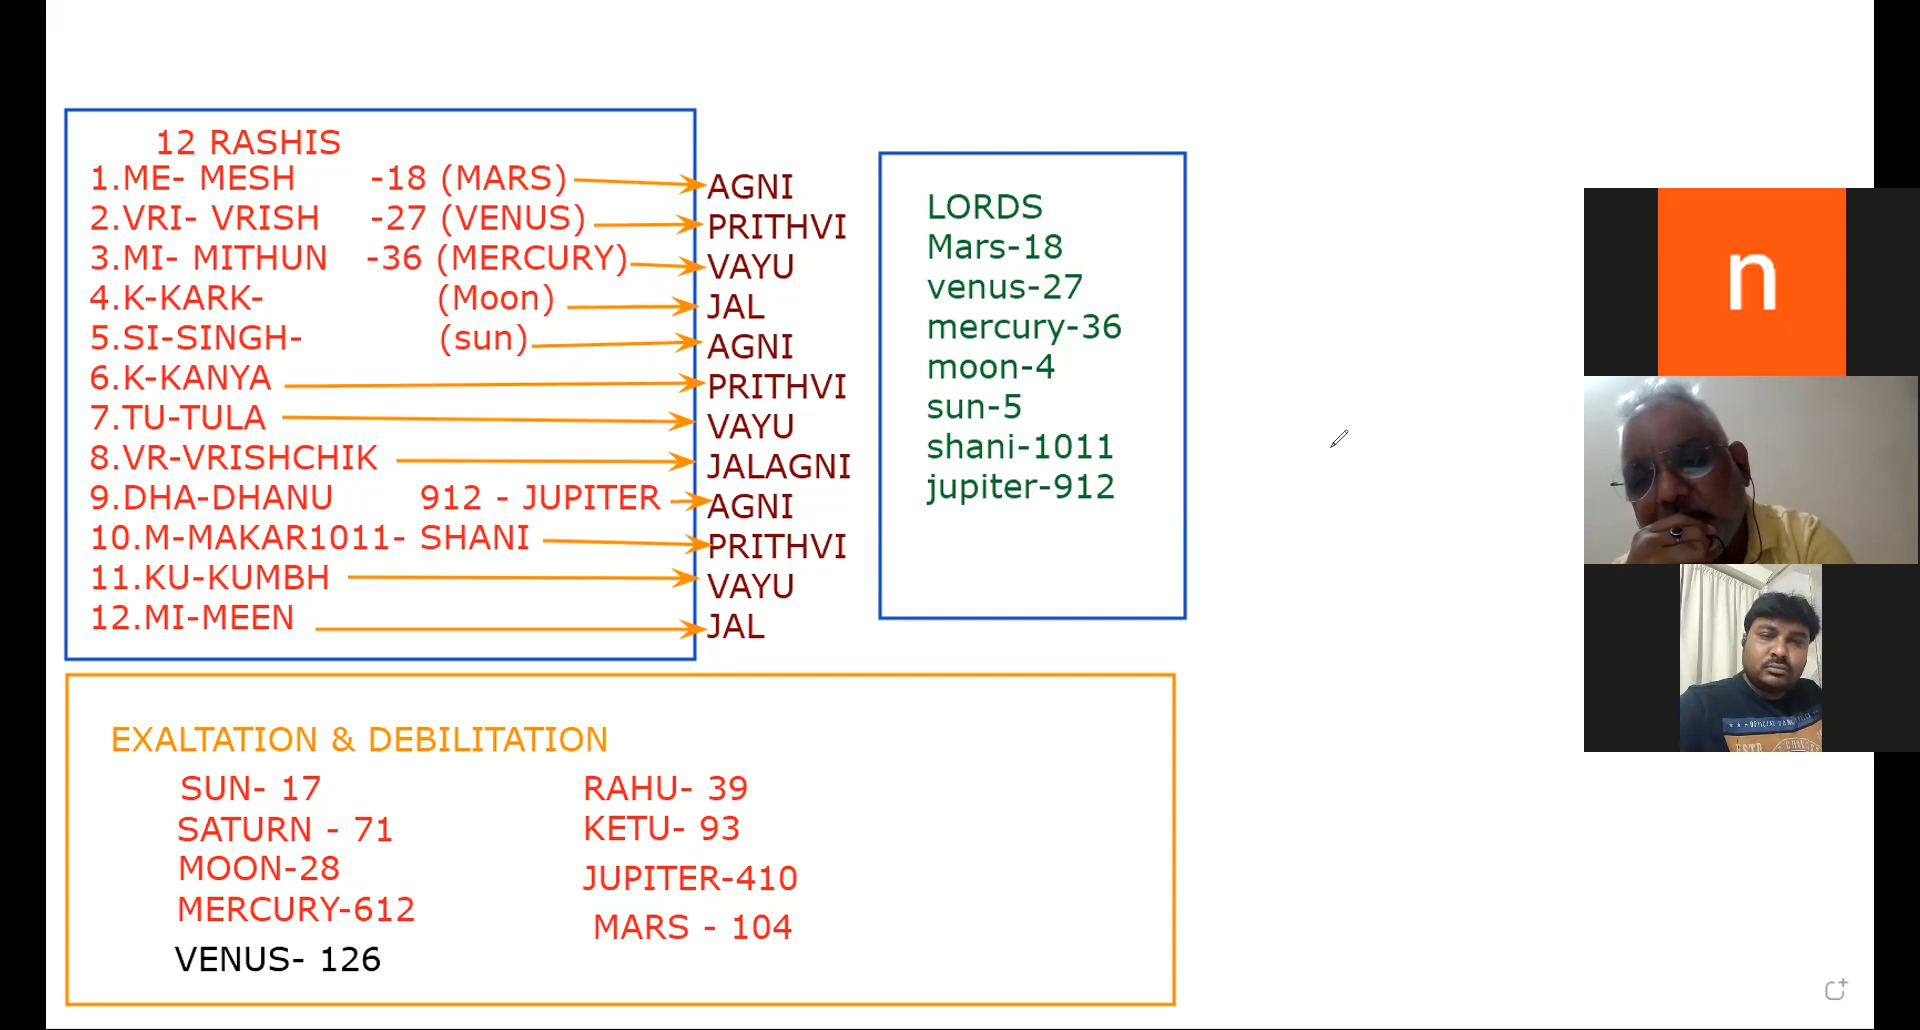 12 RASHIS
1.ME- MESH -18 (MARS) AGNI
2.VRI- VRISH -27 (VENUS) PRITHVI
3.MI- MITHUN -36 (MERCURY) VAYU
4.K-KARK- (Moon) JAL
5.SI-SINGH- (sun) AGNI
6.K-KANYA PRITHVI
7.TU-TULA VAYU
8.VR-VRISHCHIK JALAGNI
9.DHA-DHANU 912 - JUPITER AGNI
10.M-MAKAR1011- SHANI PRITHVI
11.KU-KUMBH VAYU
12.MI-MEEN JAL
LORDS
Mars-18
venus-27
mercury-36
moon-4
sun-5
shani-1011
jupiter-912
EXALTATION & DEBILITATION
SUN- 17
SATURN - 71
MOON-28
MERCURY-612
VENUS- 126
RAHU- 39
KETU- 93
JUPITER-410
MARS - 104
n